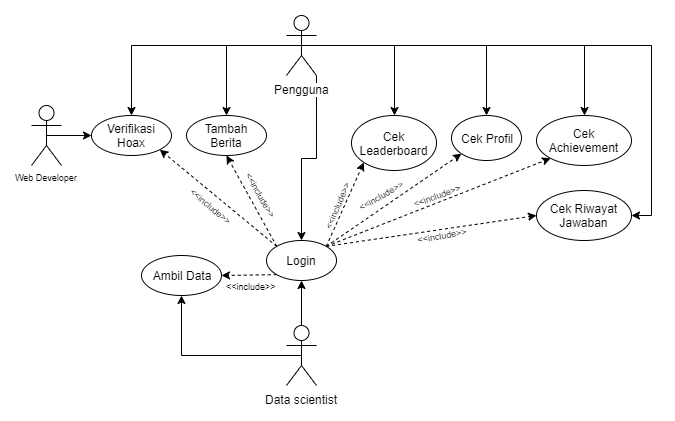 Pengguna
Web Developer
Verifikasi
Hoax
Tambah
Berita
Cek
Leaderboard
Cek Profil
Cek
Achievement
<<include>>
<<include>>
<<include>>
<<include>>
<<include>>
Cek Riwayat
Jawaban
<<include>>
Login
Ambil Data
<<include>>
Data scientist